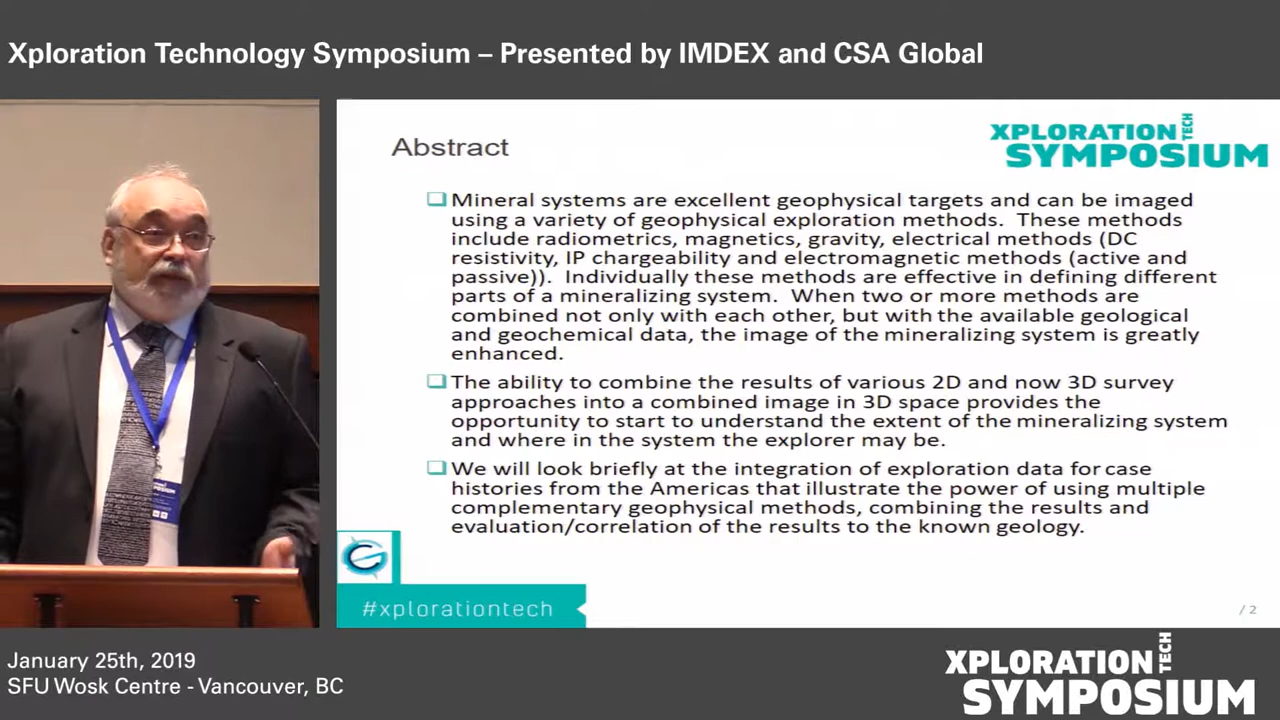 Xploration Technology Symposium – Presented by IMDEX and CSA Global
XPLORATION TECH
SYMPOSIUM
Abstract
Mineral systems are excellent geophysical targets and can be imaged
using a variety of geophysical exploration methods. These methods
include radiometrics, magnetics, gravity, electrical methods (DC
resistivity, IP chargeability and electromagnetic methods (active and
passive)). Individually these methods are effective in defining different
parts of a mineralizing system. When two or more methods are
combined not only with each other, but with the available geological
and geochemical data, the image of the mineralizing system is greatly
enhanced.
The ability to combine the results of various 2D and now 3D survey
approaches into a combined image in 3D space provides the
opportunity to start to understand the extent of the mineralizing system
and where in the system the explorer may be.
We will look briefly at the integration of exploration data for case
histories from the Americas that illustrate the power of using multiple
complementary geophysical methods, combining the results and
evaluation/correlation of the results to the known geology.
#xplorationtech
/ 2
January 25th, 2019
SFU Wosk Centre - Vancouver, BC
XPLORATION TECH
SYMPOSIUM